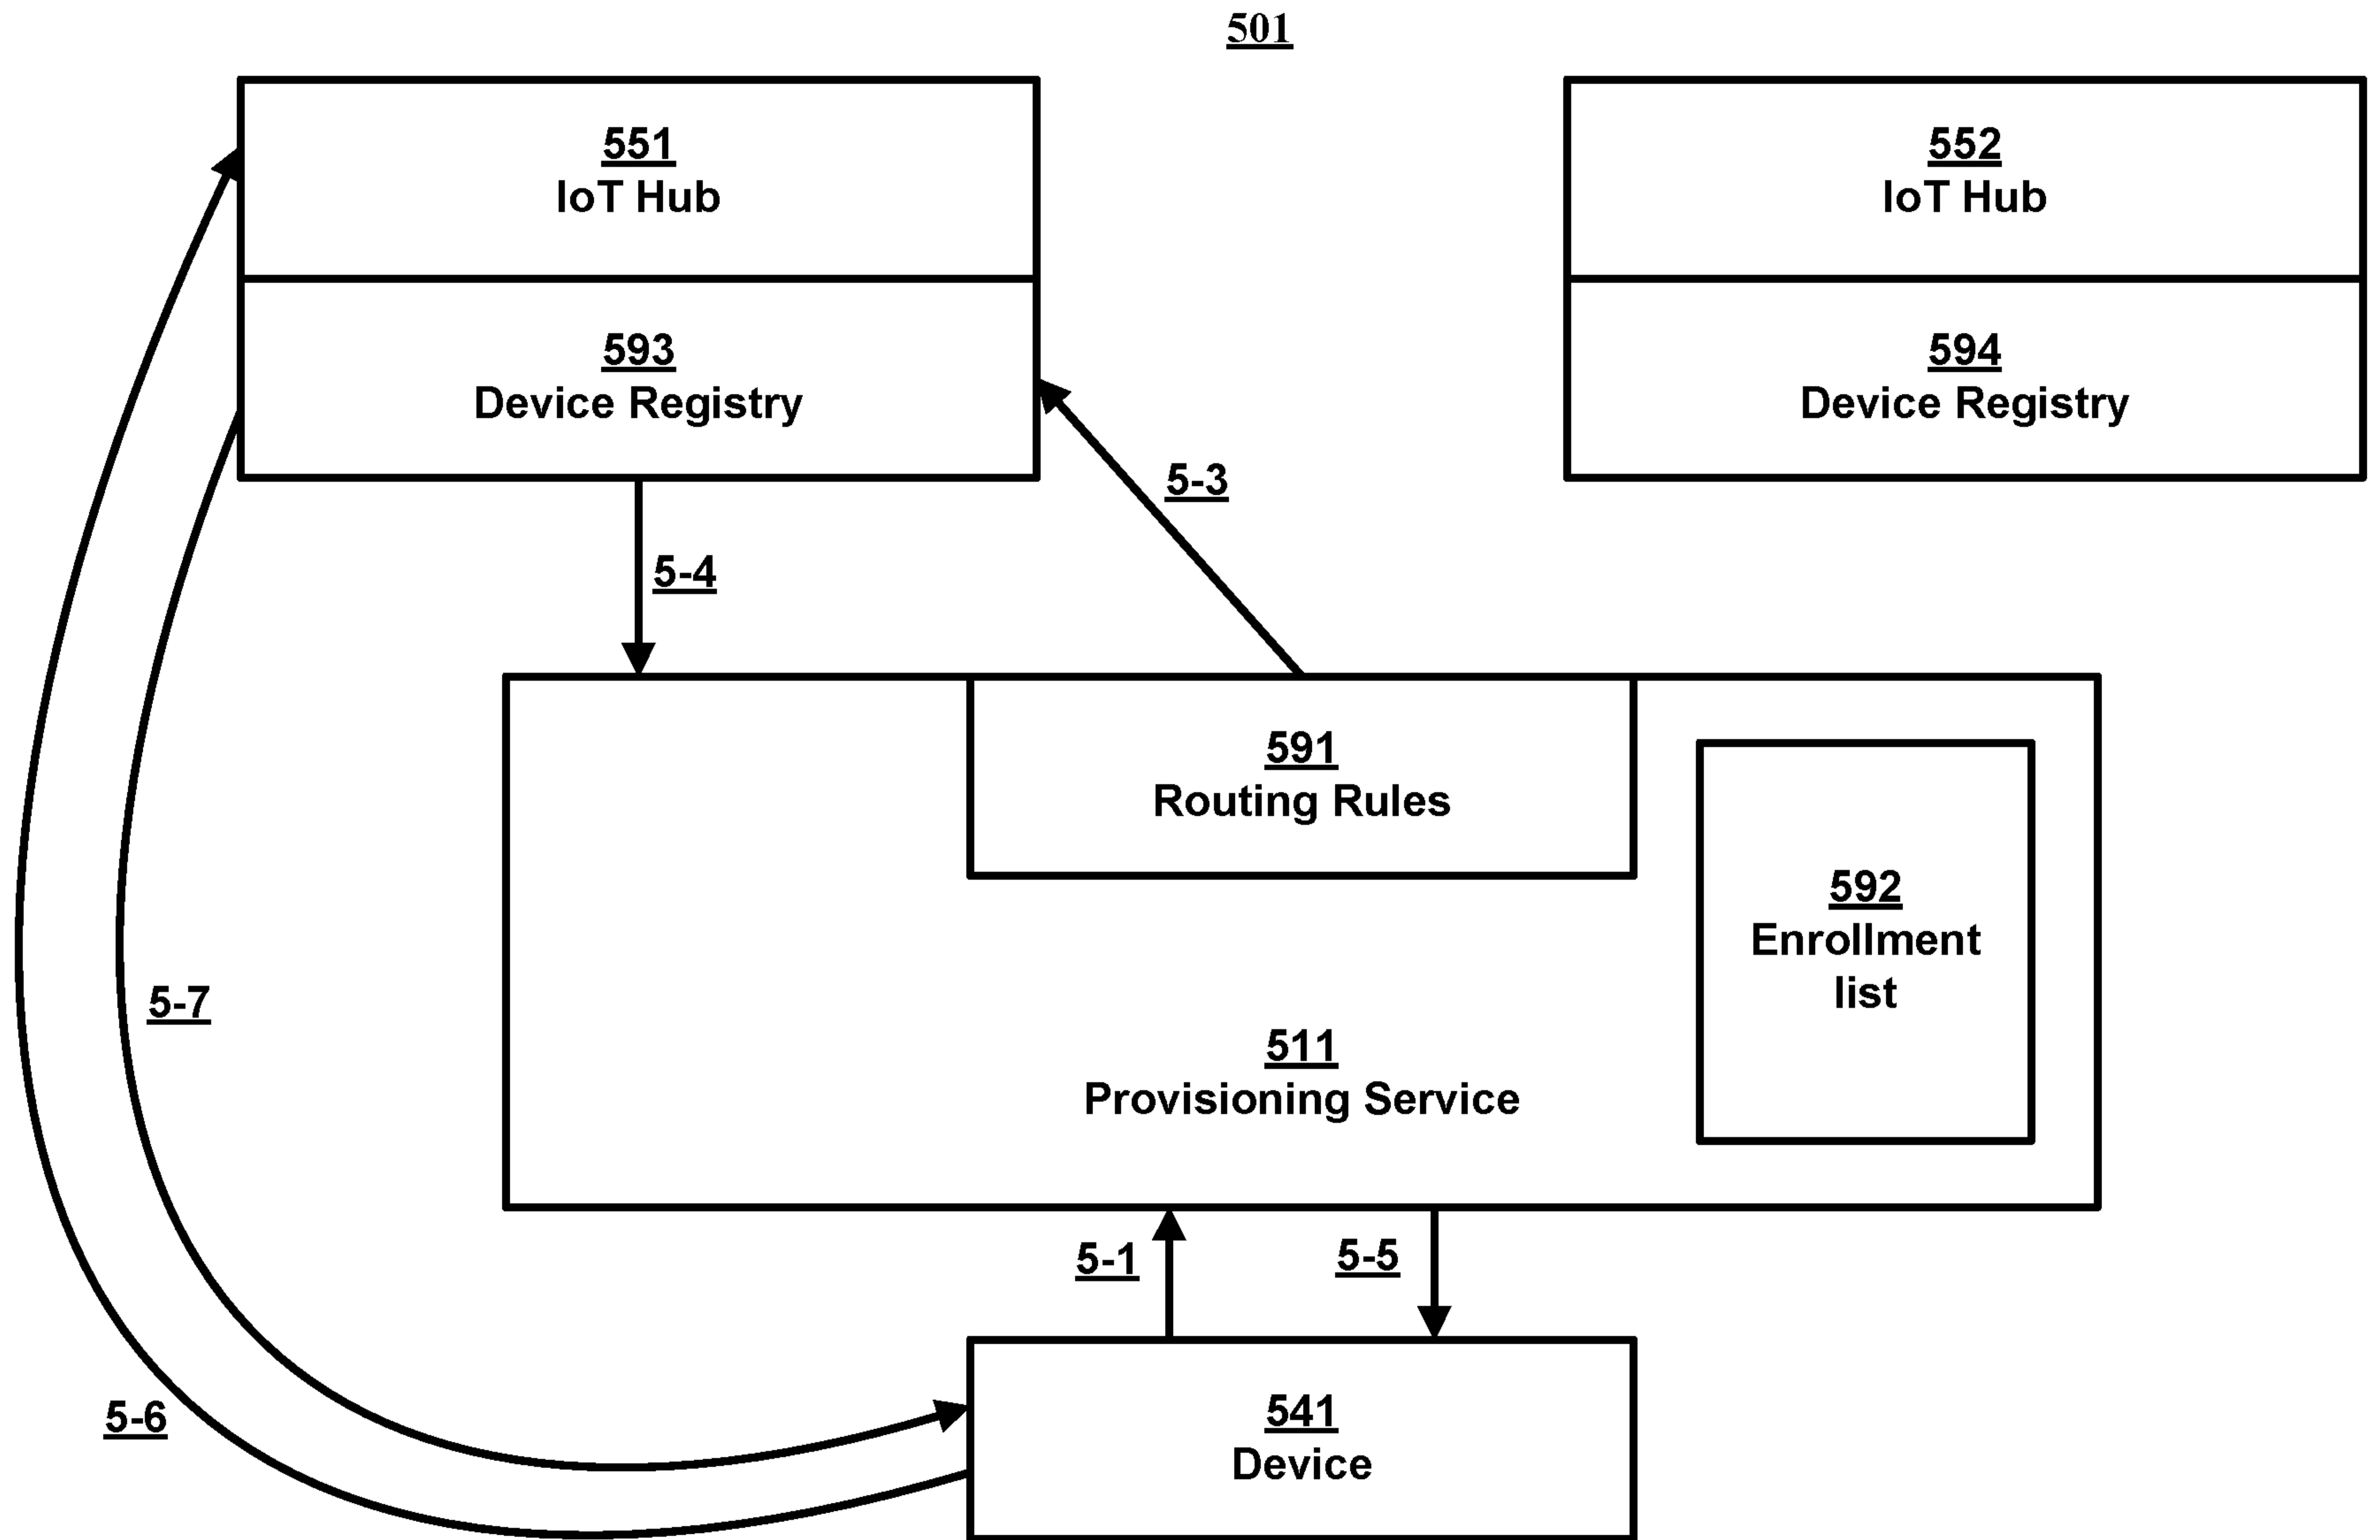 501
551
IoT Hub
552
IoT Hub
593
Device Registry
594
Device Registry
5-3
5-4
591
Routing Rules
592
Enrollment
list
5-7
511
Provisioning Service
5-1
5-5
5-6
541
Device